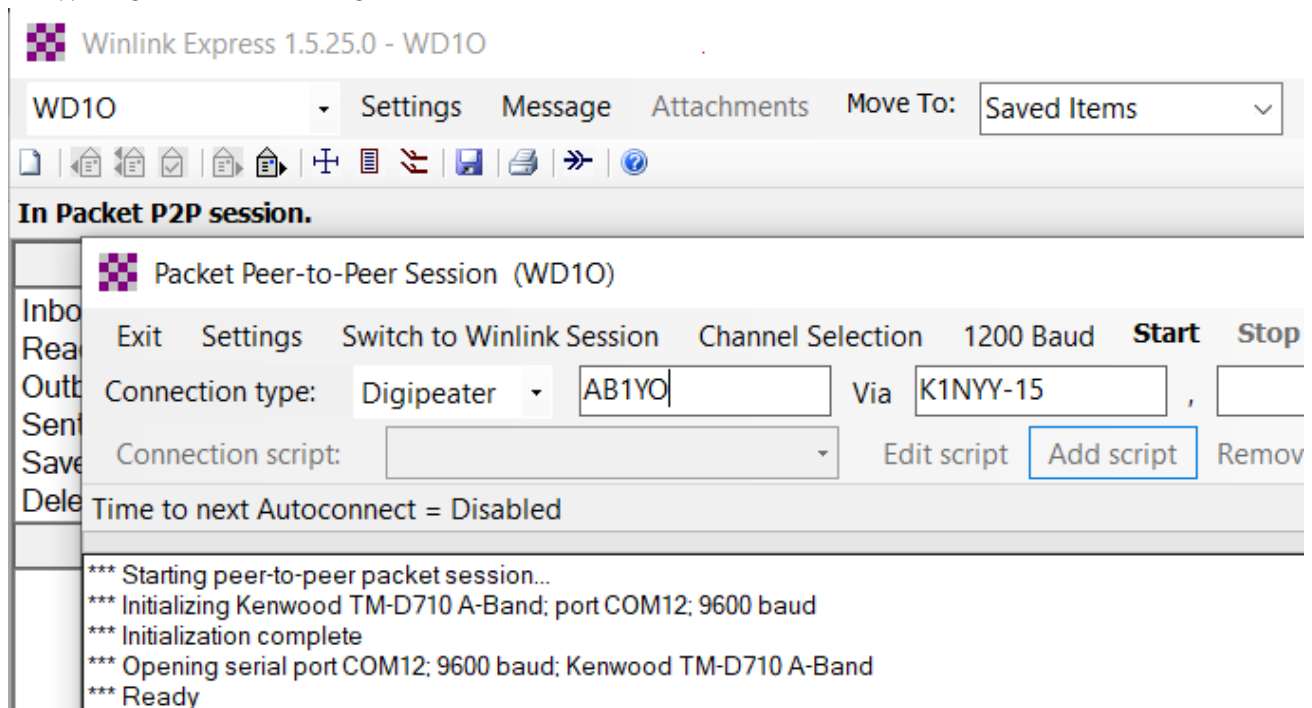 Winlink Express 1.5.25.0 - WD1O
WD1O Settings Message Attachments Move To: Saved Items
In Packet P2P session.
Packet Peer-to-Peer Session (WD1O)
Inbo
Exit Settings Switch to Winlink Session Channel Selection 1200 Baud Start Stop
Rea
Outb
Connection type: Digipeater AB1YO Via K1NYY-15 ,
Sent
Connection script: Edit script Add script Remov
Save
Dele
Time to next Autoconnect = Disabled
*** Starting peer-to-peer packet session...
*** Initializing Kenwood TM-D710 A-Band; port COM12; 9600 baud
*** Initialization complete
*** Opening serial port COM12; 9600 baud; Kenwood TM-D710 A-Band
*** Ready